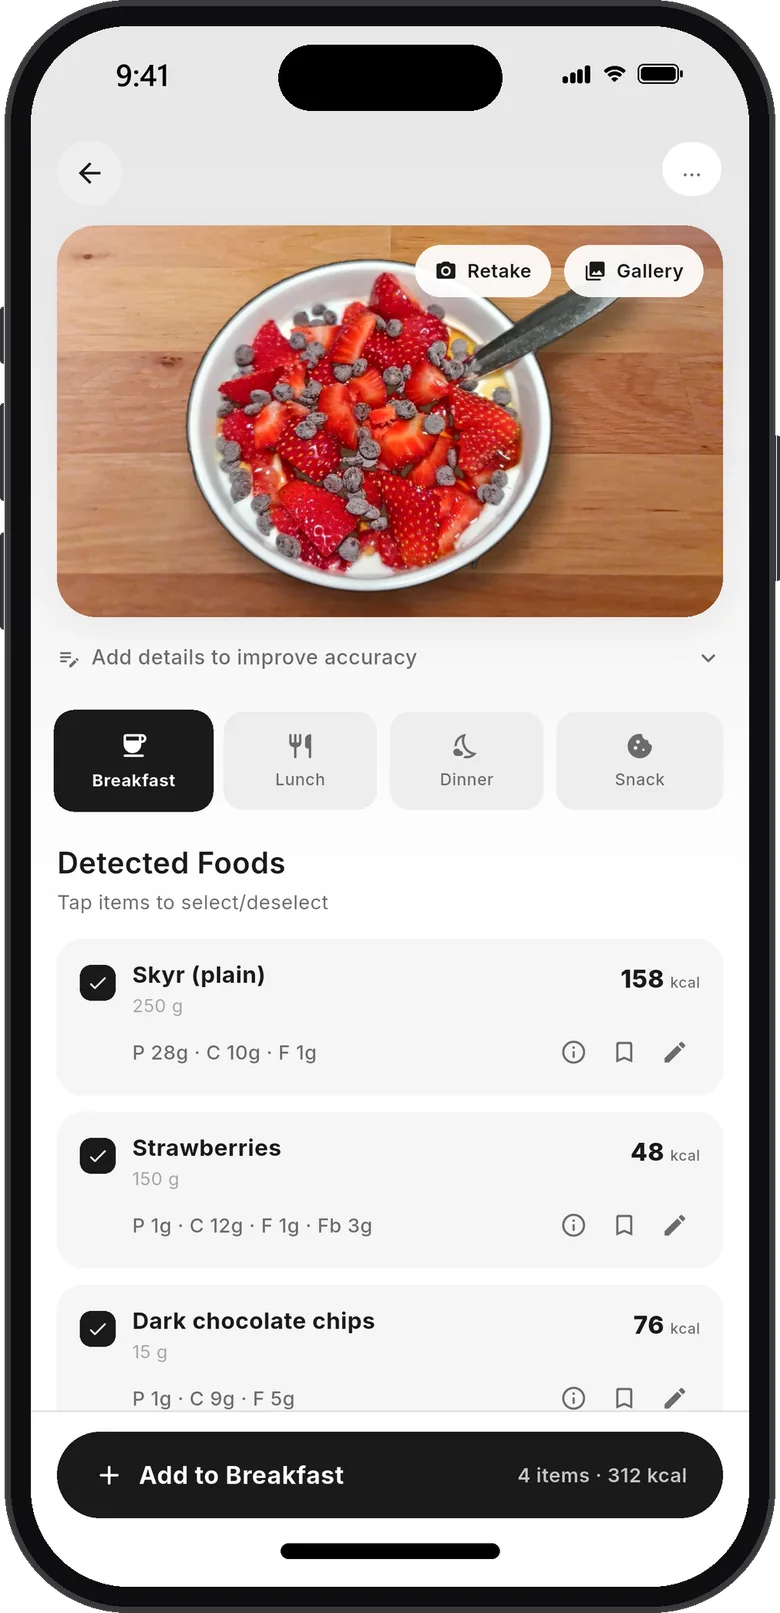 9:41
...
Retake
Gallery
Add details to improve accuracy
Breakfast
Lunch
Dinner
Snack
Detected Foods
Tap items to select/deselect
Skyr (plain)
158 kcal
250 g
P 28g · C 10g · F 1g
Strawberries
48 kcal
150 g
P 1g · C 12g · F 1g · Fb 3g
Dark chocolate chips
76 kcal
15 g
P 1g · C 9g · F 5g
+ Add to Breakfast
4 items · 312 kcal